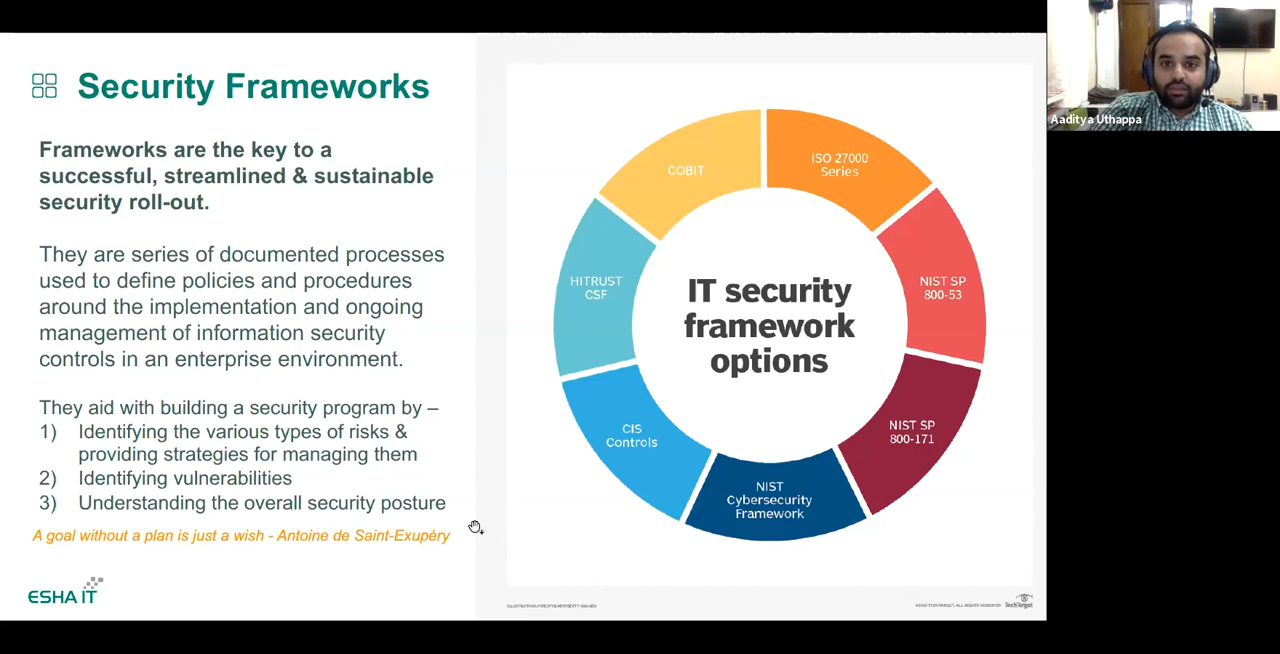 Security Frameworks
Frameworks are the key to a
successful, streamlined & sustainable
security roll-out.
They are series of documented processes
used to define policies and procedures
around the implementation and ongoing
management of information security
controls in an enterprise environment.
They aid with building a security program by –
1) Identifying the various types of risks &
providing strategies for managing them
2) Identifying vulnerabilities
3) Understanding the overall security posture
A goal without a plan is just a wish - Antoine de Saint-Exupéry
ESHA IT
IT security
framework
options
COBIT
ISO 27000
Series
NIST SP
800-53
NIST SP
800-171
NIST
Cybersecurity
Framework
CIS
Controls
HITRUST
CSF
ALL RIGHTS RESERVED
TechTarget
Aaditya Uthappa